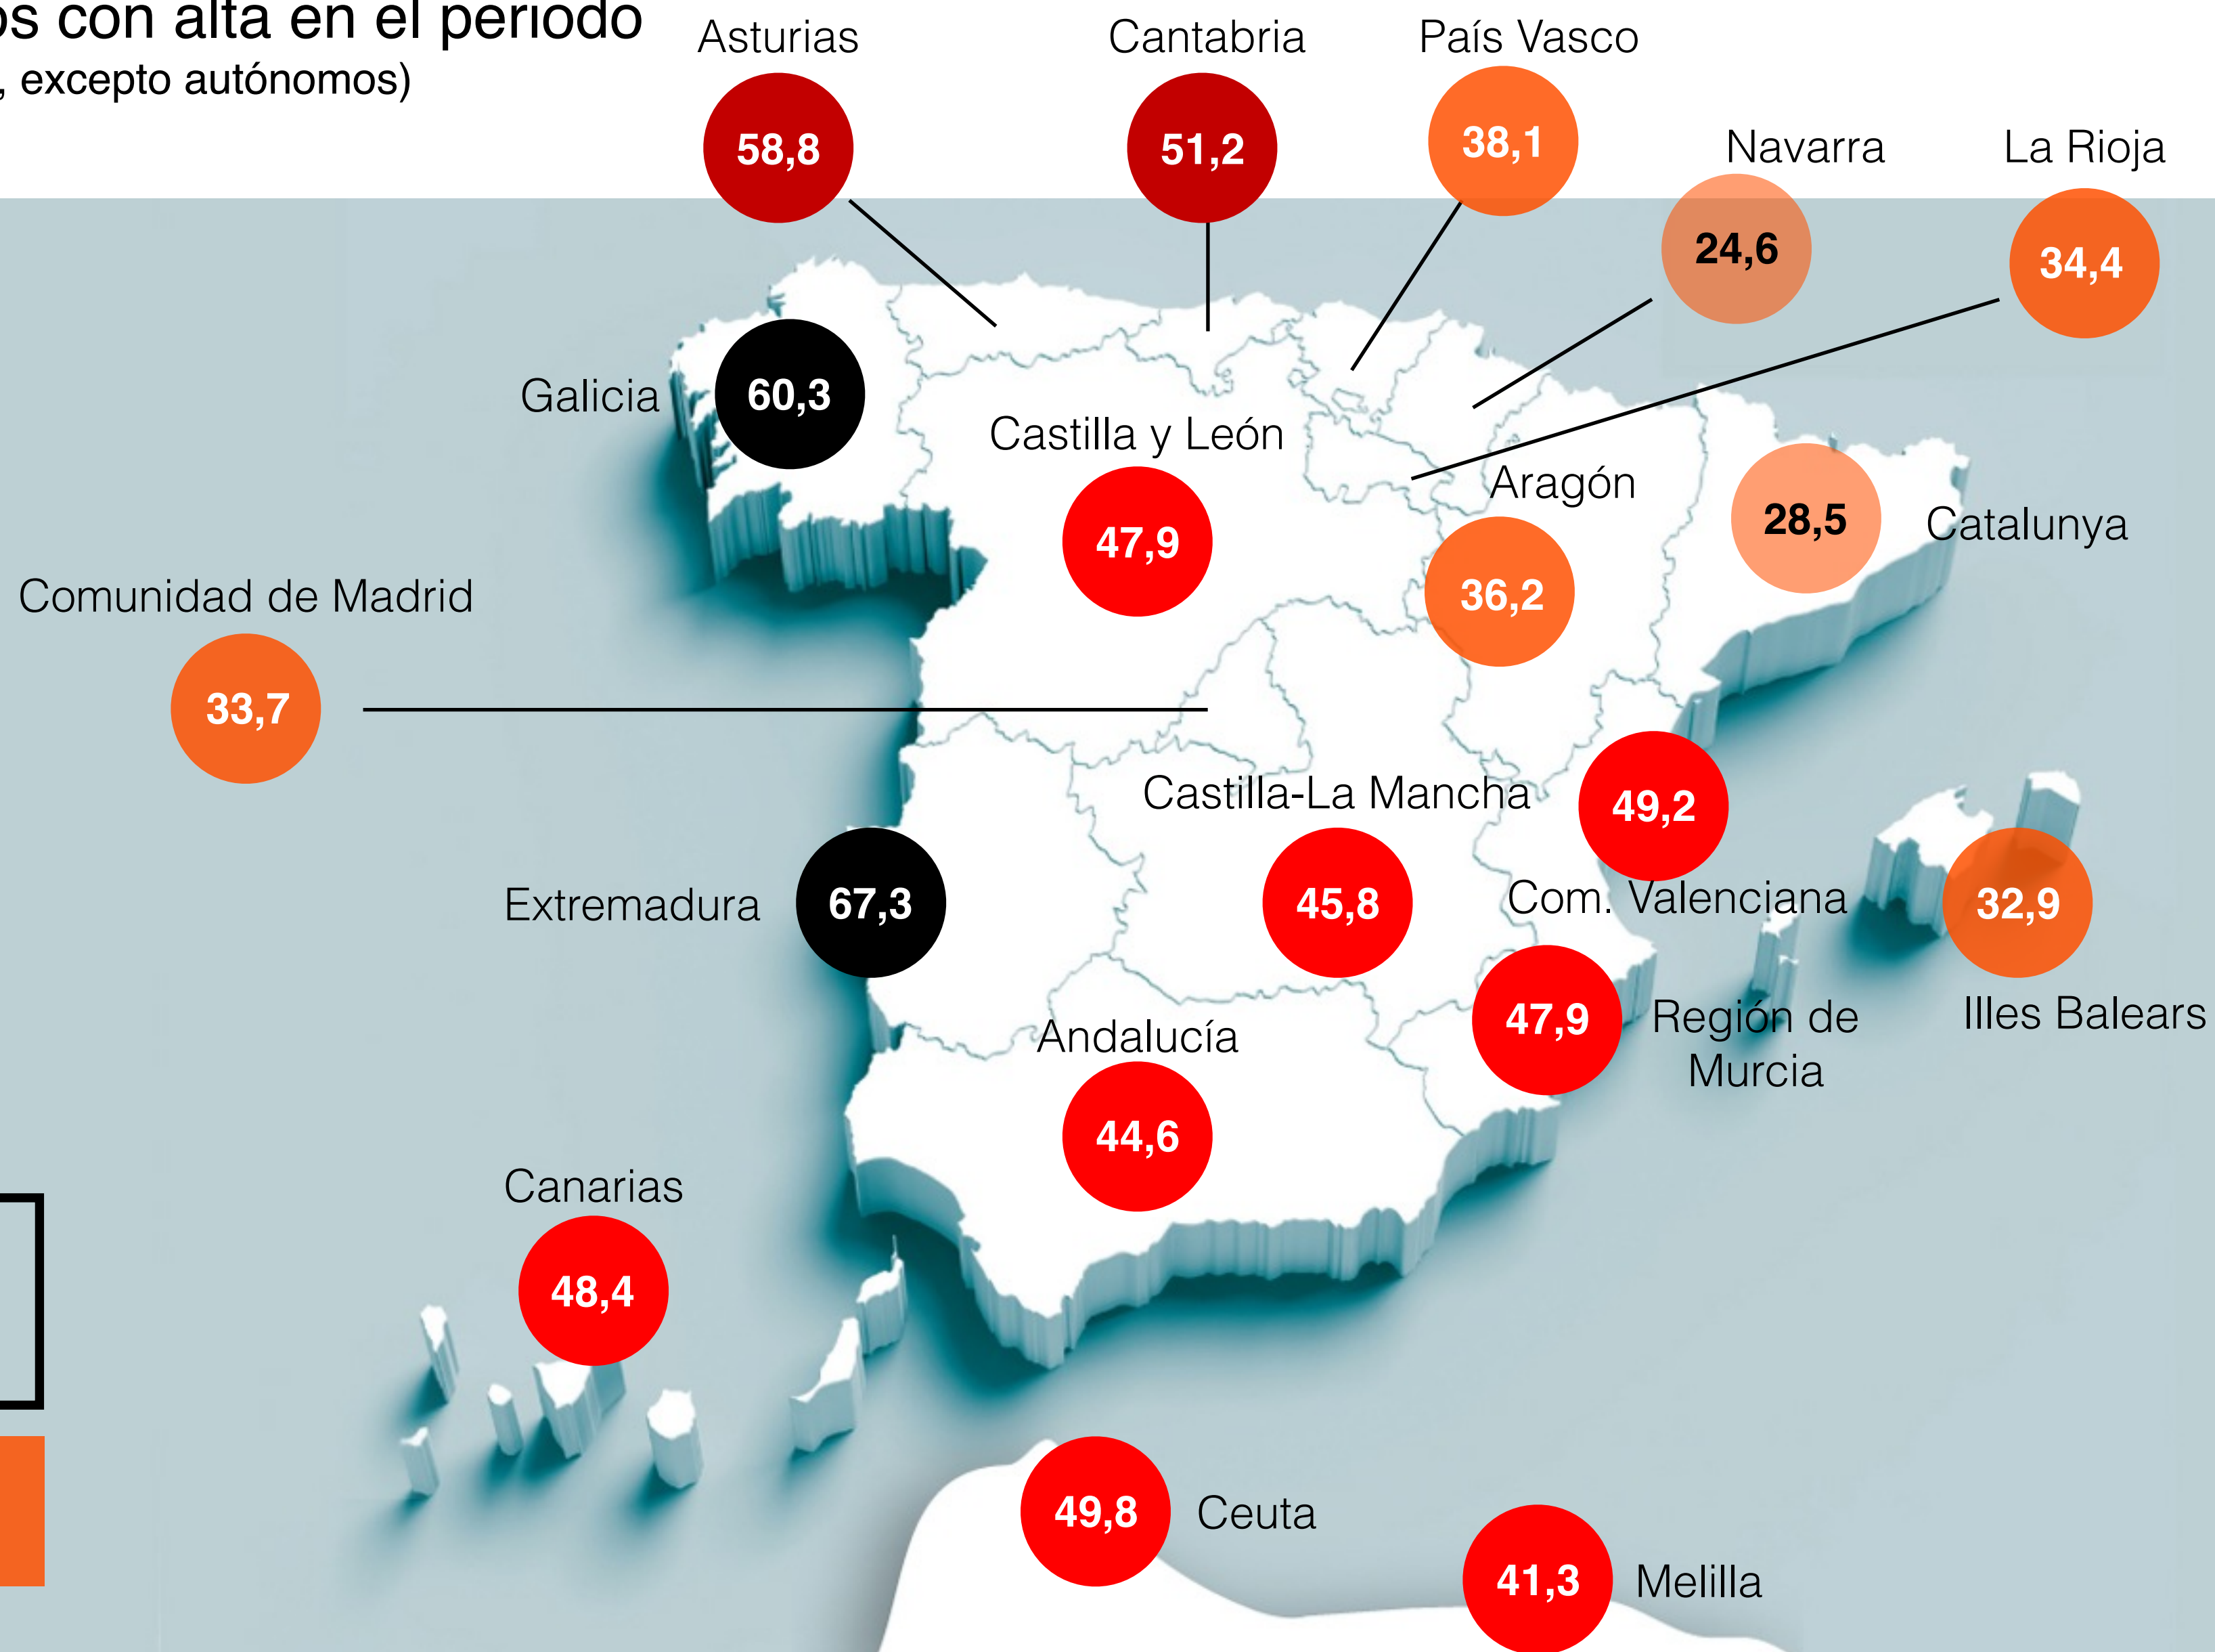 con alta en el periodo
excepto autónomos)
Asturias
58,8
Cantabria
51,2
País Vasco
38,1
Navarra
24,6
La Rioja
34,4
Galicia
60,3
Castilla y León
47,9
Aragón
36,2
28,5
Catalunya
Comunidad de Madrid
33,7
Castilla-La Mancha
45,8
49,2
Com. Valenciana
32,9
Illes Balears
Extremadura
67,3
47,9
Región de
Murcia
Andalucía
44,6
Canarias
48,4
49,8
Ceuta
41,3
Melilla